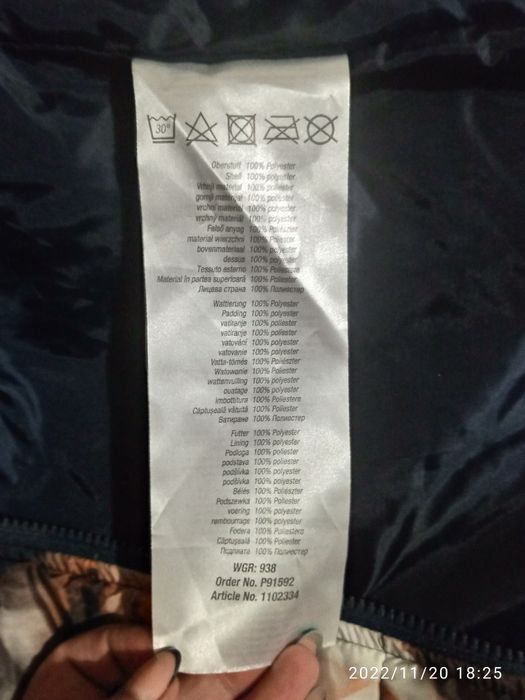 30°
Oberstoff 100% Polyester
Shell 100% Polyester
Vrhnji material 100% poliester
gornji materijal 100% poliester
vrchní materiál 100% polyester
vrchný materiál 100% polyester
Felső anyag 100% Poliészter
materiał wierzchni 100% Poliester
bovenmateriaal 100% polyester
dessus 100% polyester
Tessuto esterno 100% Poliestere
Material în partea superioară 100% Poliester
Лицева страна 100% Полиестер
Wattierung 100% Polyester
Padding 100% polyester
vatiranje 100% poliester
vatiranje 100% poliester
vatování 100% polyester
vatovanie 100% polyester
Vatta-tömés 100% Poliészter
Watowanie 100% Poliester
wattenvulling 100% polyester
ouatage 100% polyester
Imbottitura 100% Poliestere
Căptușeală vătuită 100% Poliester
Ватиране 100% Полиестер
Futter 100% Polyester
Lining 100% Polyester
Podloga 100% poliester
podstava 100% poliester
podšívka 100% polyester
podšívka 100% polyester
Bélés 100% Poliészter
Podszewka 100% Poliester
voering 100% polyester
rembourrage 100% polyester
Fodera 100% Poliestere
Căptușeală 100% Poliester
Подплата 100% Полиестер
WGR: 938
Order No. P91592
Article No. 1102334
2022/11/20 18:25